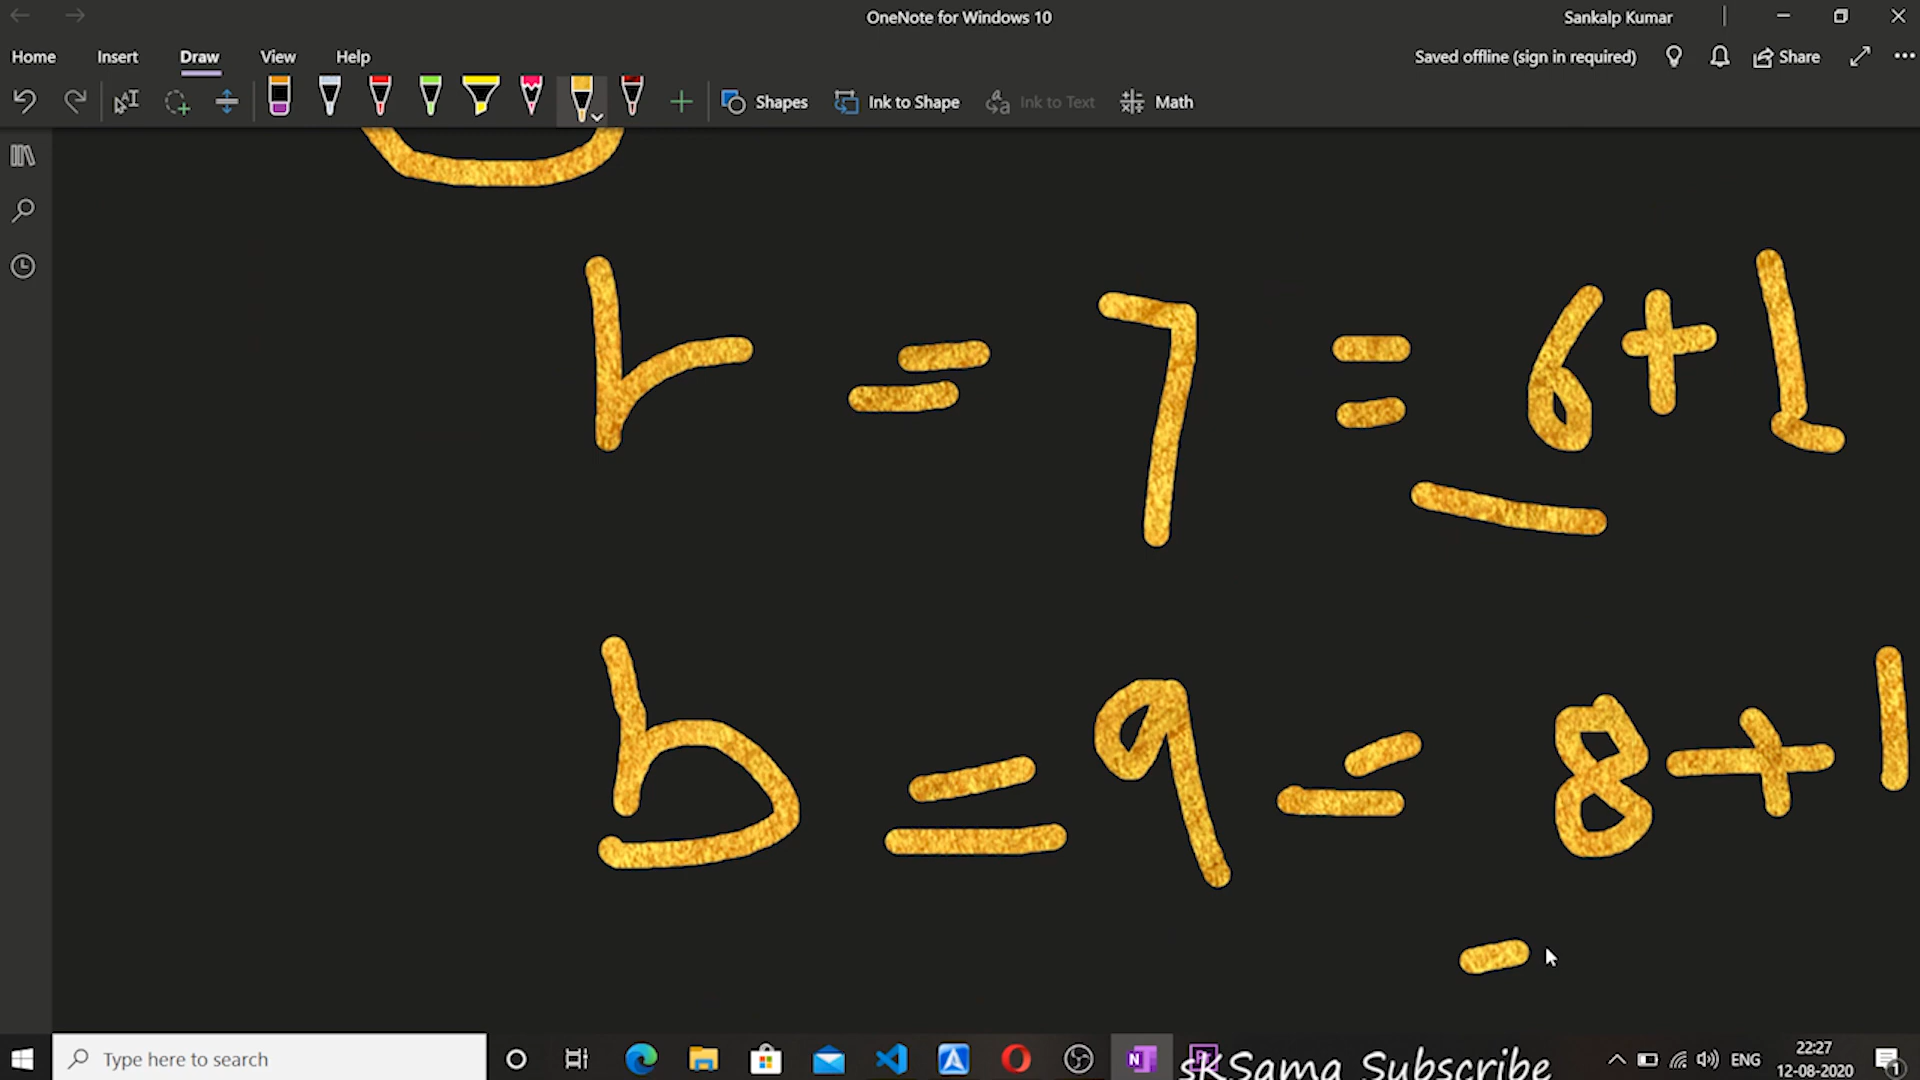 OneNote for Windows 10
Sankalp Kumar
Home Insert Draw View Help
Saved offline (sign in required) Share
Shapes Ink to Shape Ink to Text Math
r = 7 = 6+1
b = 9 = 8+1
Type here to search
sKSama Subscribe
ENG
22:27
12-08-2020
1